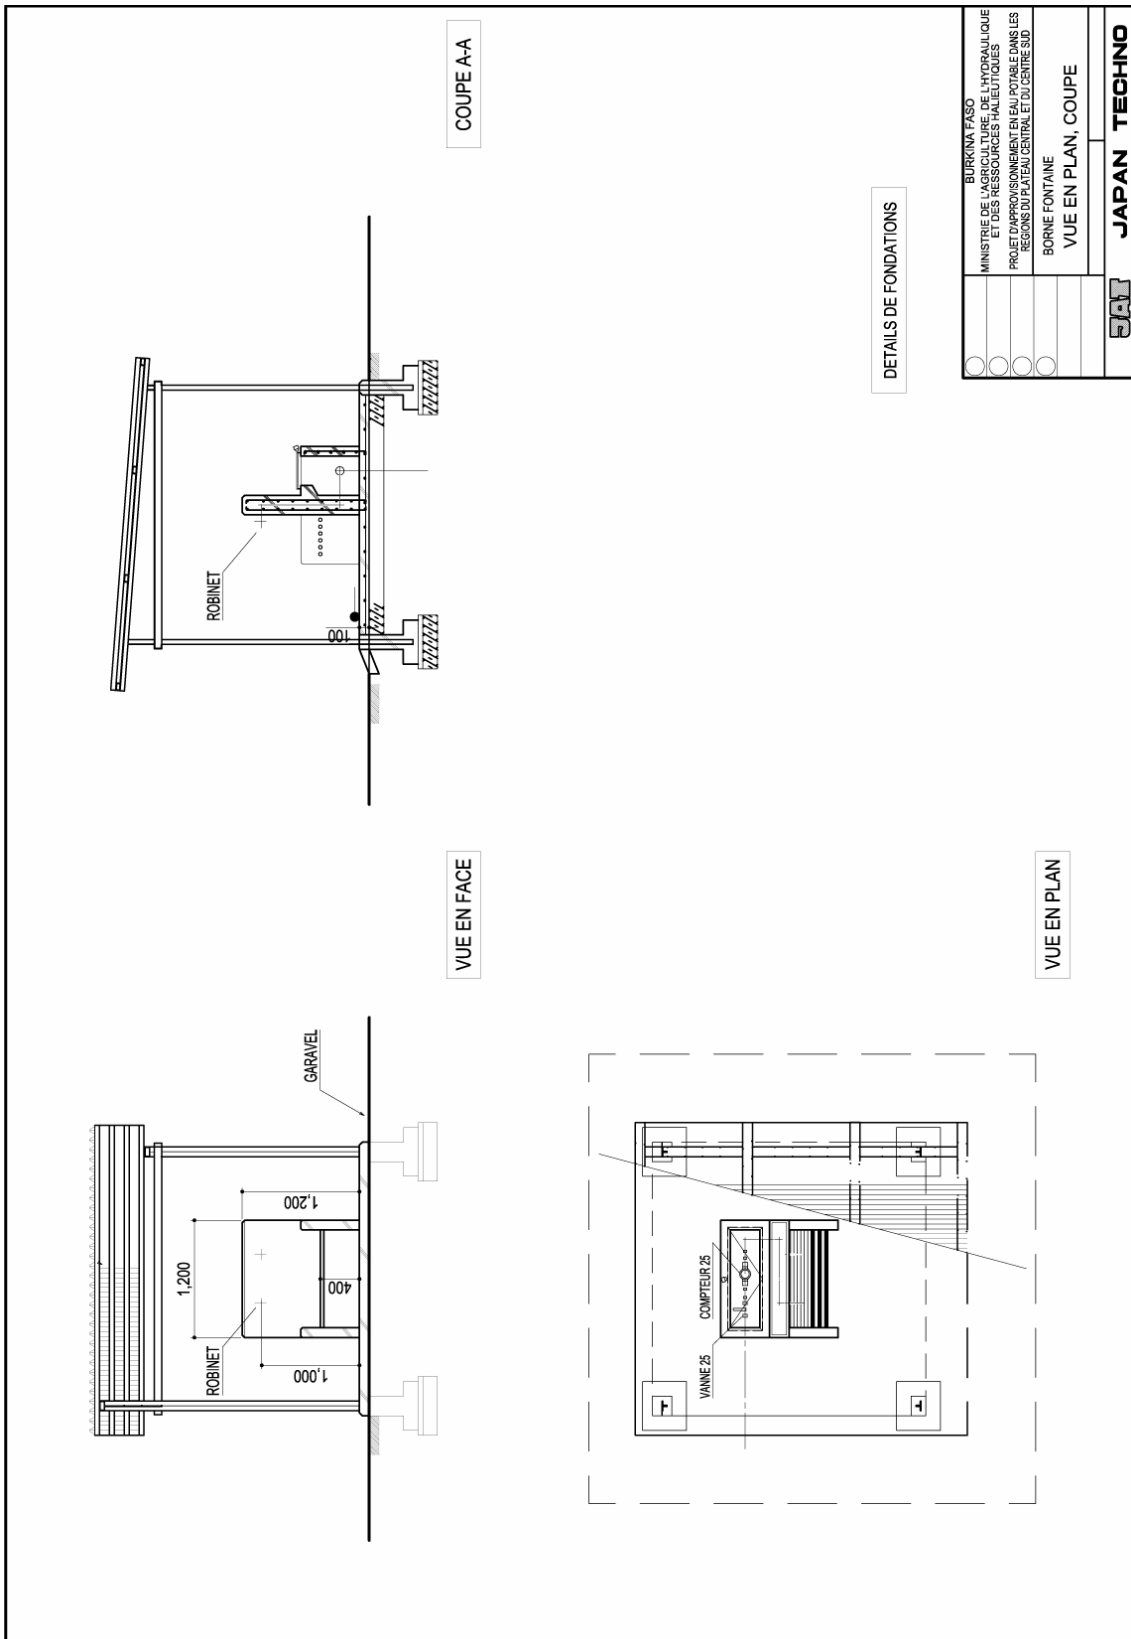 VUE EN FACE
ROBINET
1,200
1,200
1,000
400
GARAVEL
COUPE A-A
ROBINET
100
VUE EN PLAN
VANNE 25
COMPTEUR 25
DETAILS DE FONDATIONS
BURKINA FASO
MINISTRIE DE L'AGRICULTURE, DE L'HYDRAULIQUE
ET DES RESSOURCES HALIEUTIQUES
PROJET D'APPROVISIONNEMENT EN EAU POTABLE DANS LES
REGIONS DU PLATEAU CENTRAL ET DU CENTRE SUD
BORNE FONTAINE
VUE EN PLAN, COUPE
JAT JAPAN TECHNO